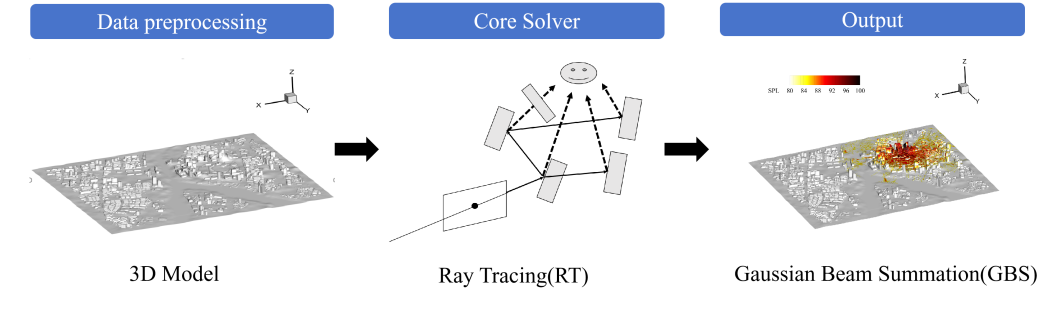 Data preprocessing
Core Solver
Output
Z
X
Y
Z
X
Y
SPL 80 84 88 92 96 100
3D Model
Ray Tracing(RT)
Gaussian Beam Summation(GBS)